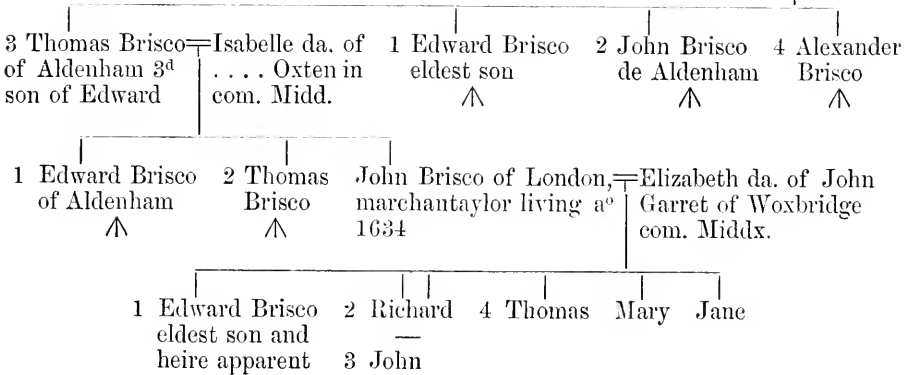 3 Thomas Brisco=Isabelle da. of
of Aldenham 3d
. . . . Oxten in
son of Edward
com. Midd.
1 Edward Brisco
eldest son
2 John Brisco
de Aldenham
4 Alexander
Brisco
1 Edward Brisco
of Aldenham
2 Thomas
Brisco
John Brisco of London,=Elizabeth da. of John
marchantaylor living ao
Garret of Woxbridge
1634
com. Middx.
1 Edward Brisco
eldest son and
heire apparent
2 Richard
—
3 John
4 Thomas
Mary
Jane